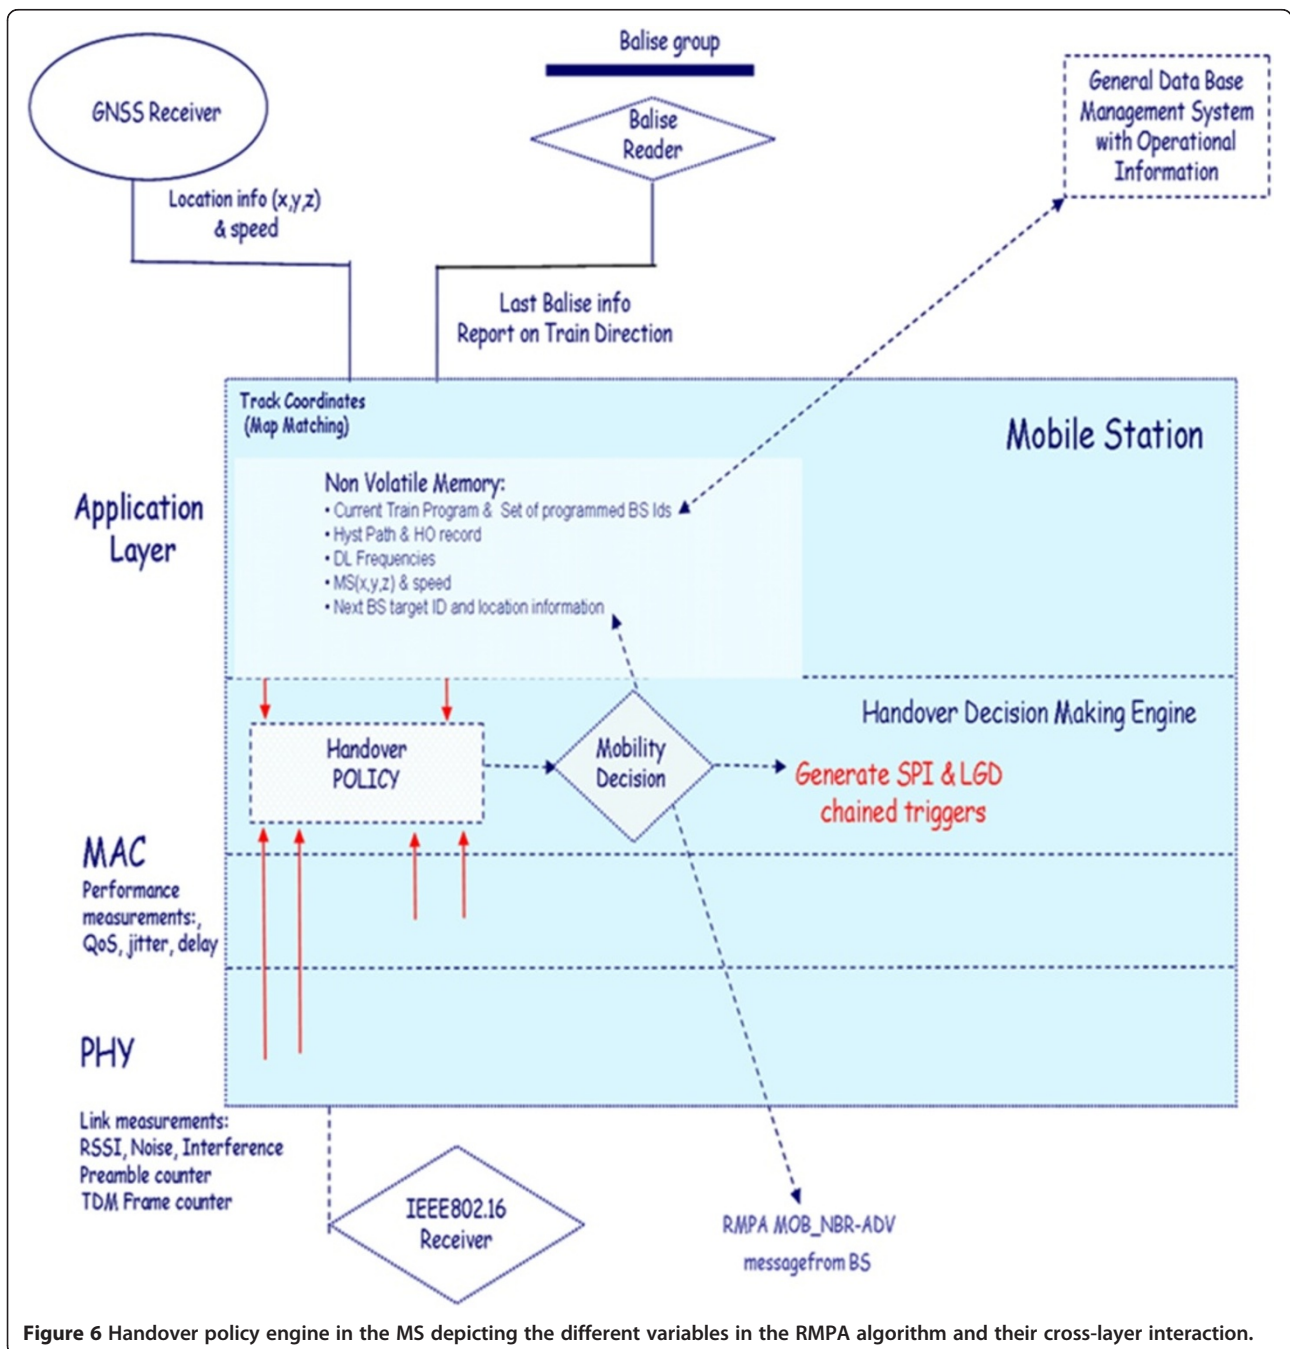 Balise group
GNSS Receiver
Balise
Reader
General Data Base
Management System
with Operational
Information
Location info (x,y,z)
& speed
Last Balise info
Report on Train Direction
Track Coordinates
(Map Matching)
Mobile Station
Application
Layer
Non Volatile Memory:
• Current Train Program & Set of programmed BS Ids
• Hyst Path & HO record
• DL Frequencies
• MS(x,y,z) & speed
• Next BS target ID and location information
Handover Decision Making Engine
Handover
POLICY
Mobility
Decision
Generate SPI & LGD
chained triggers
MAC
Performance
measurements:,
QoS, jitter, delay
PHY
Link measurements:
RSSI, Noise, Interference
Preamble counter
TDM Frame counter
IEEE802.16
Receiver
RMPA MOB_NBR-ADV
messagefrom BS
Figure 6 Handover policy engine in the MS depicting the different variables in the RMPA algorithm and their cross-layer interaction.